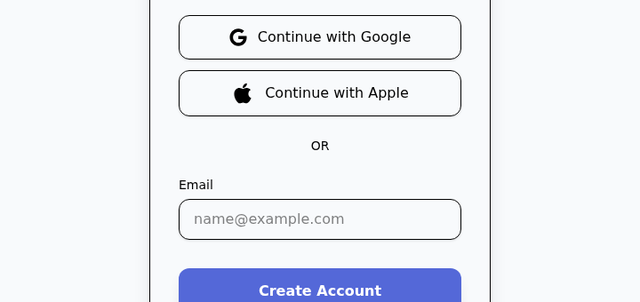 Continue with Google
Continue with Apple
OR
Email
name@example.com
Create Account